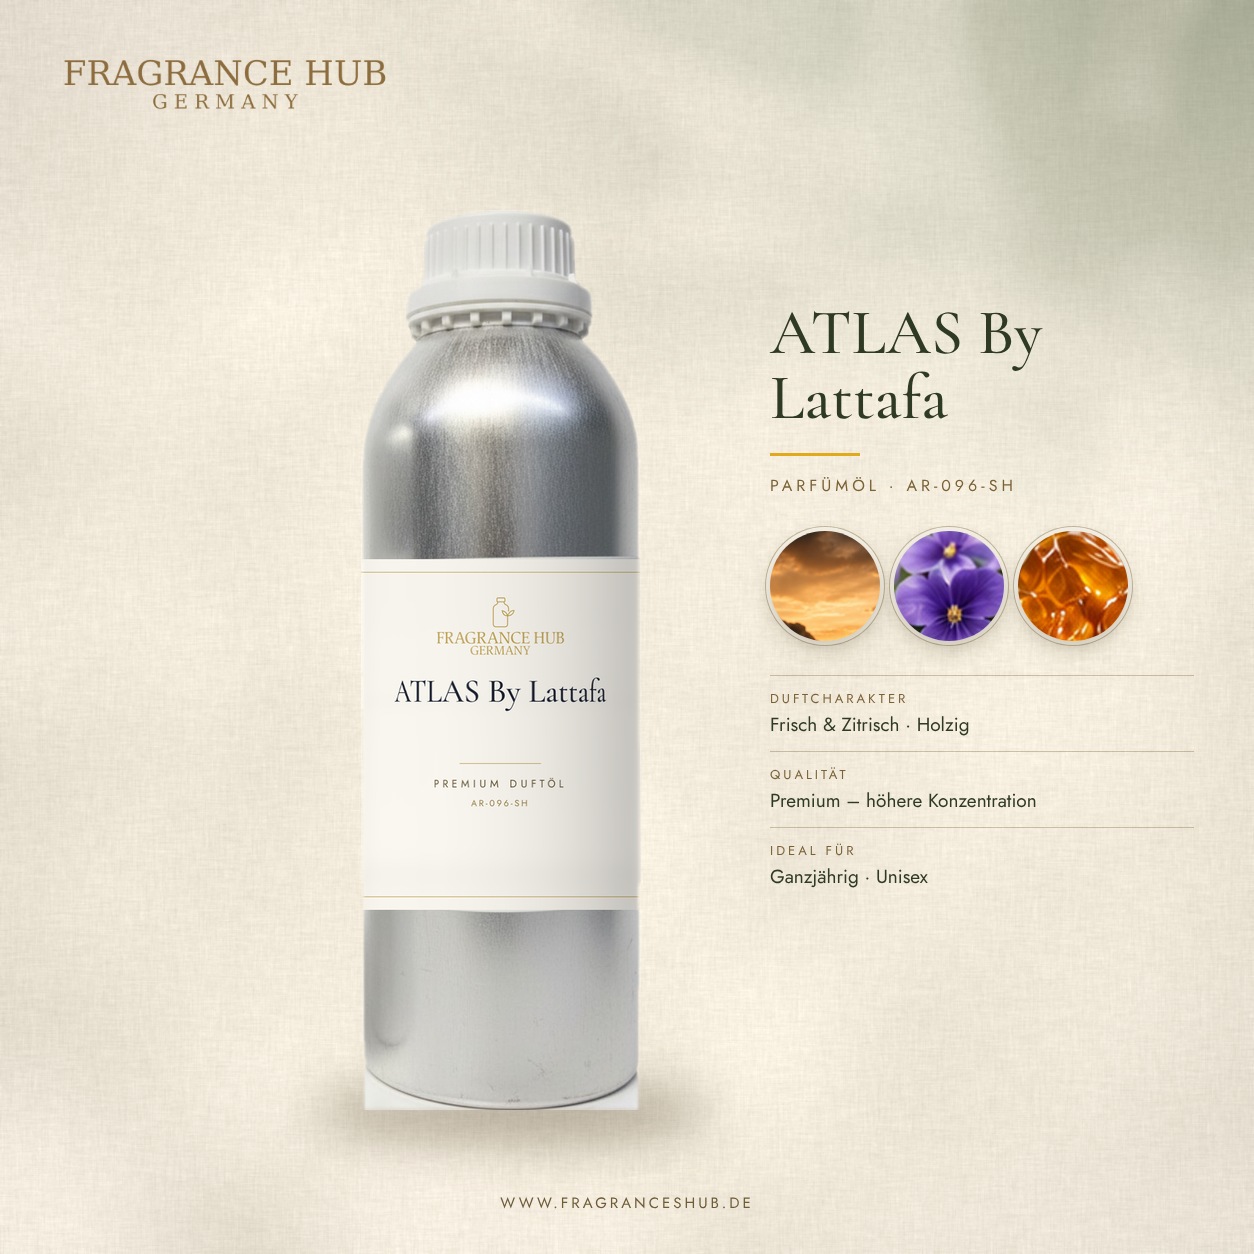 FRAGRANCE HUB
GERMANY
ATLAS By
Lattafa
PARFÜMÖL · AR-096-SH
FRAGRANCE HUB
GERMANY
ATLAS By Lattafa
PREMIUM DUFTÖL
AR-096-SH
DUFTCHARAKTER
Frisch & Zitrisch · Holzig
QUALITÄT
Premium – höhere Konzentration
IDEAL FÜR
Ganzjährig · Unisex
WWW.FRAGRANCESHUB.DE